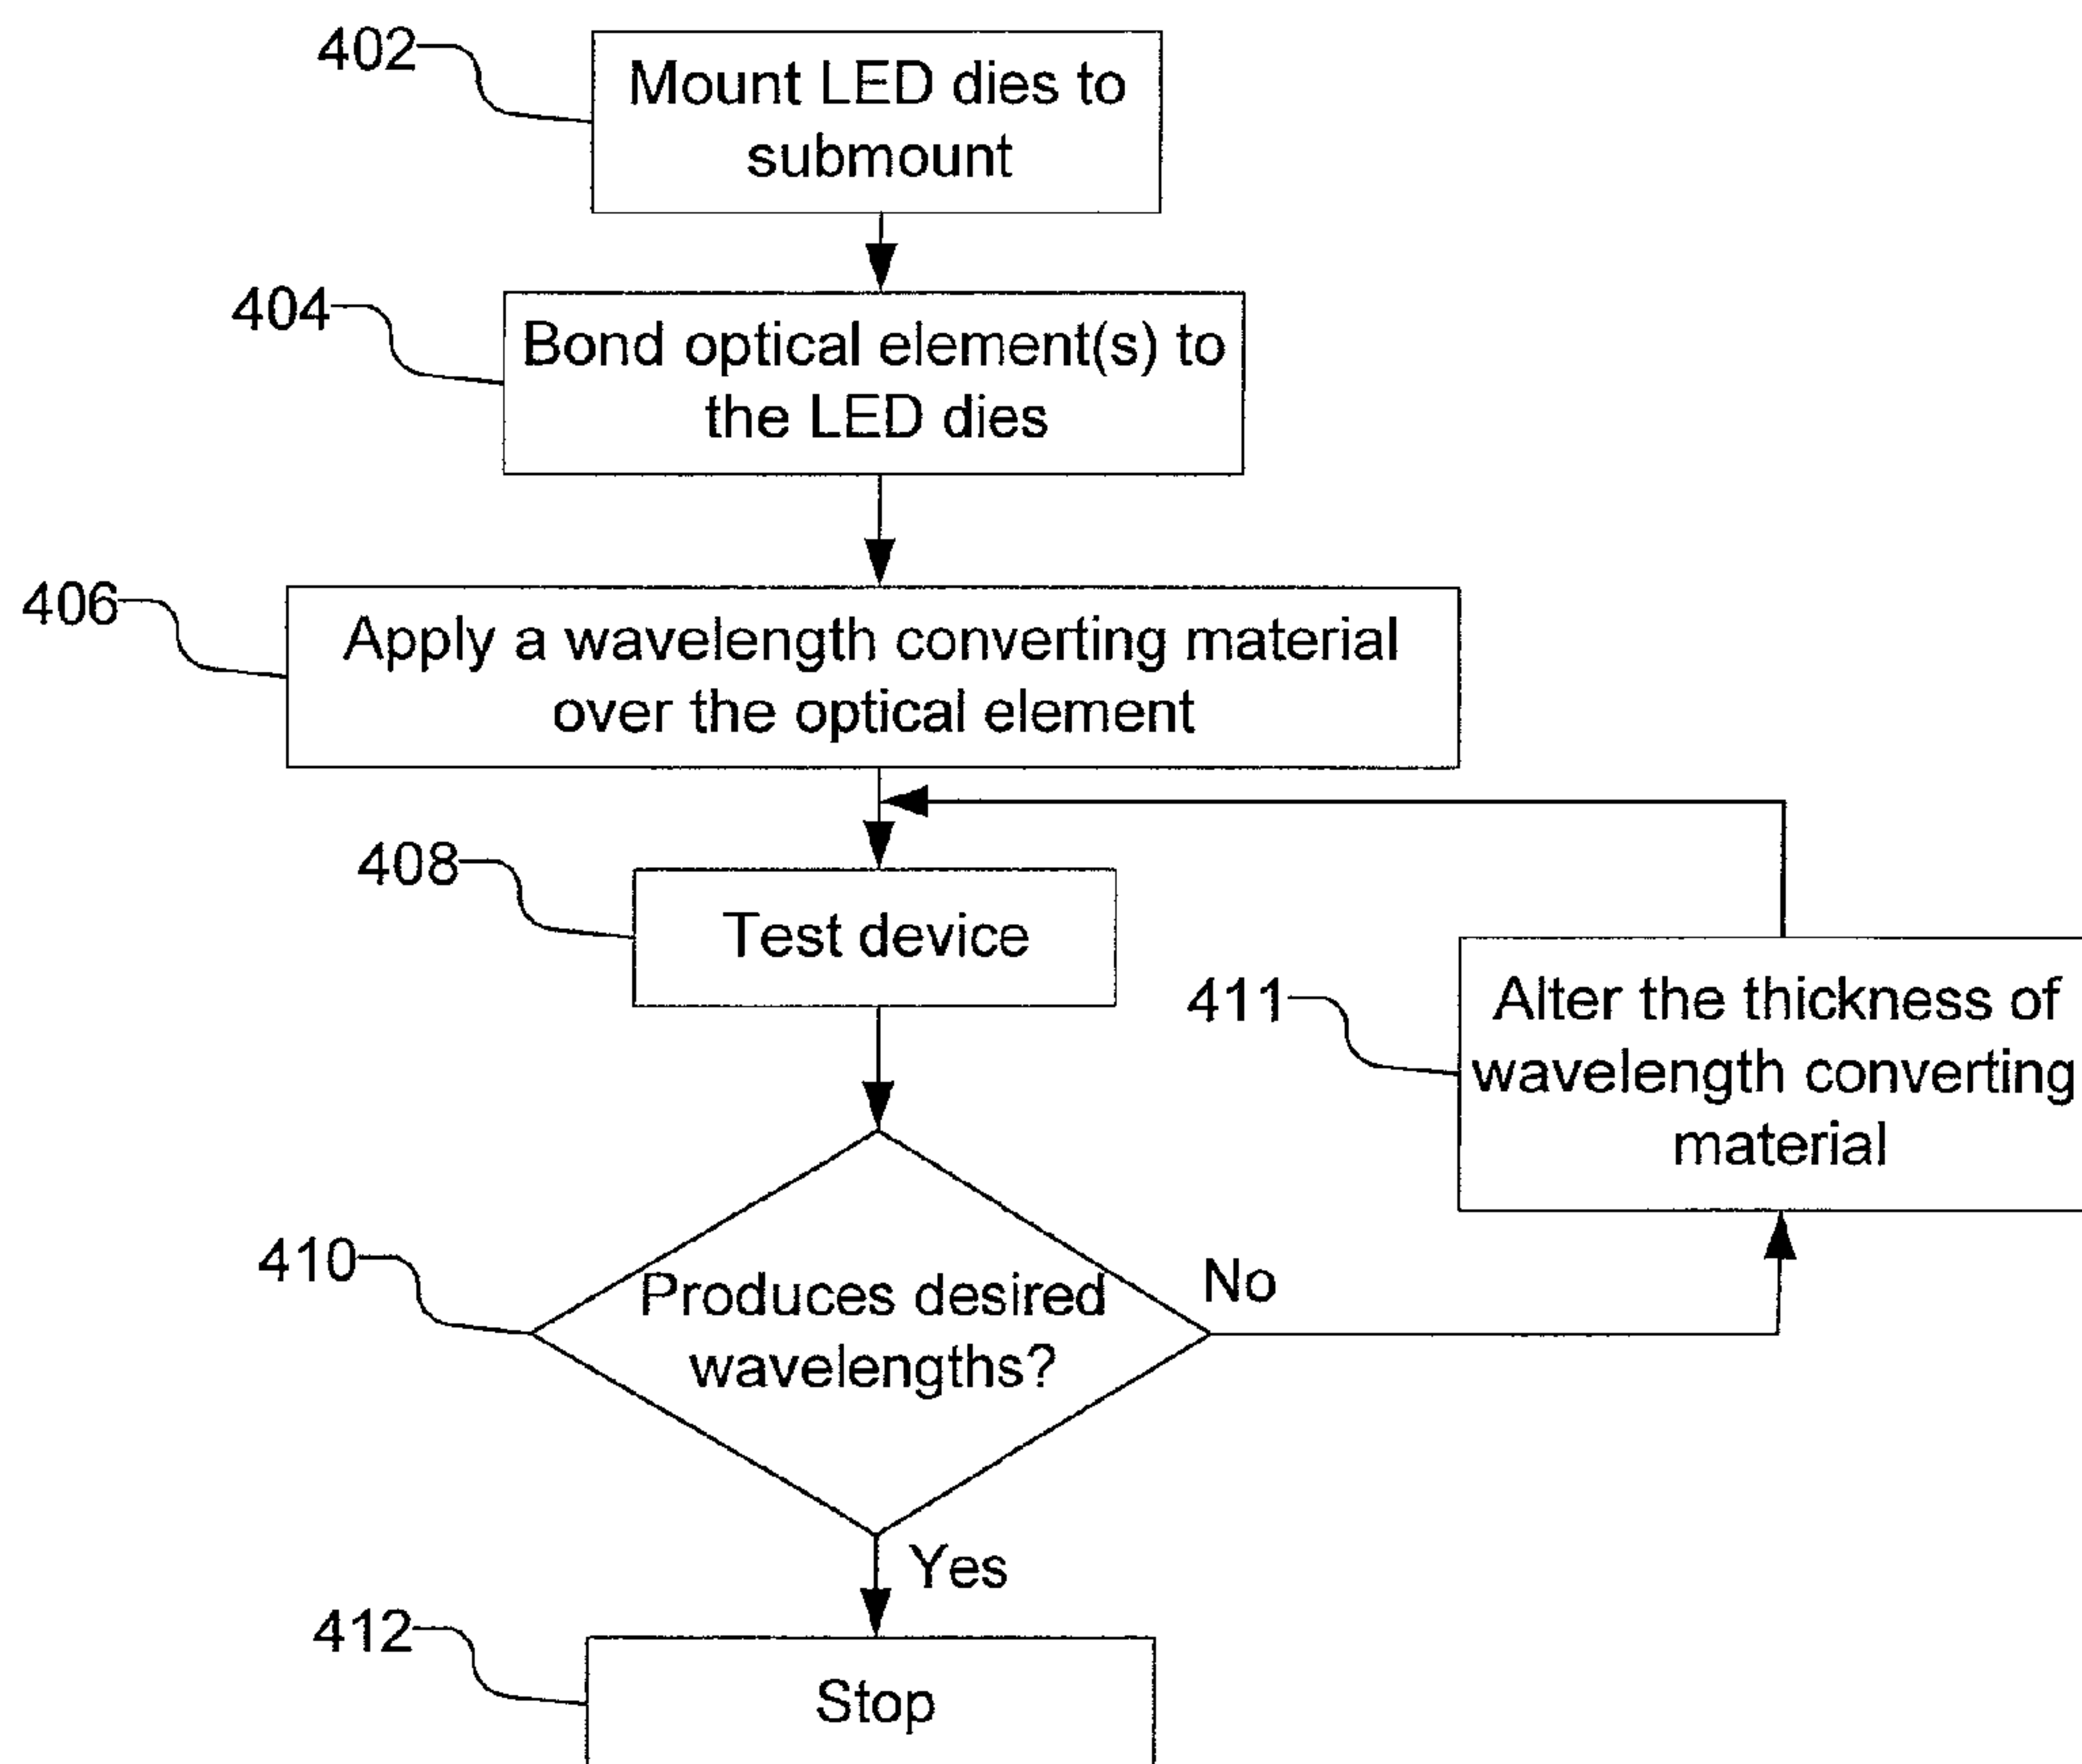 402
Mount LED dies to
submount
404
Bond optical element(s) to
the LED dies
406
Apply a wavelength converting material
over the optical element
408
Test device
411
Alter the thickness of
wavelength converting
material
410
Produces desired
wavelengths?
No
Yes
412
Stop